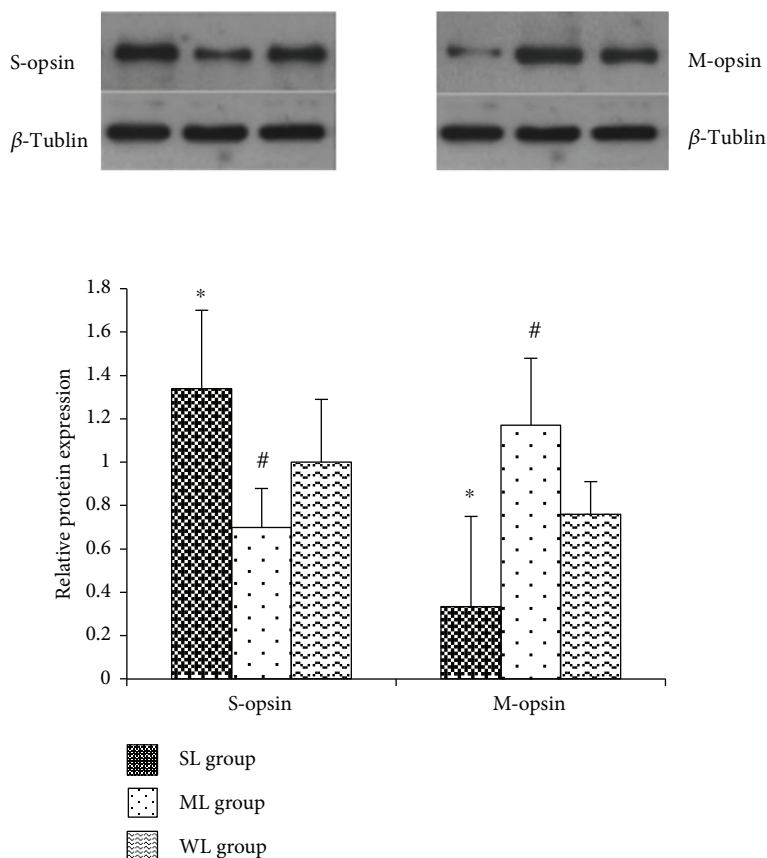 S-opsin
M-opsin
β-Tublin
β-Tublin
1.8
1.6
1.4
1.2
1
0.8
0.6
0.4
0.2
0
Relative protein expression
*
#
*
#
S-opsin
M-opsin
SL group
ML group
WL group